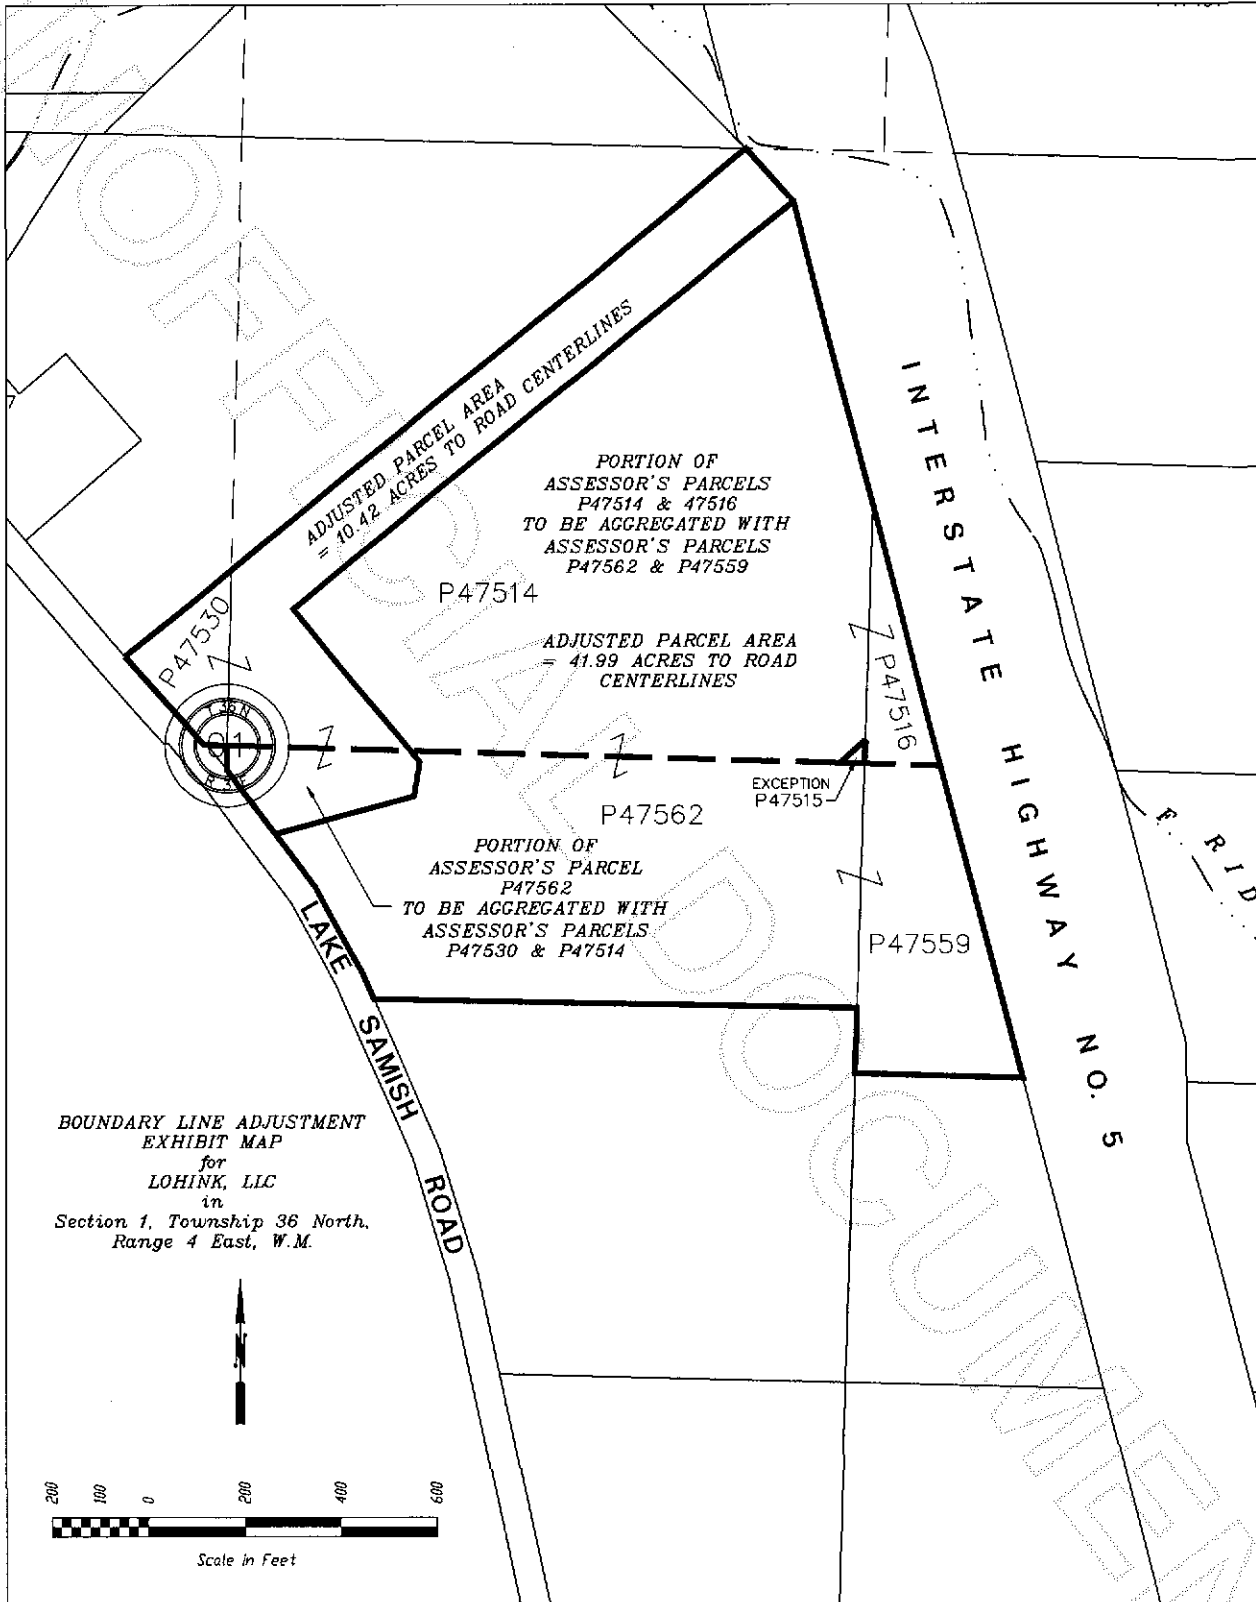 ADJUSTED PARCEL AREA
= 10.42 ACRES TO ROAD CENTERLINES
INTERSTATE HIGHWAY NO. 5
PORTION OF
ASSESSOR'S PARCELS
P47514 & 47516
TO BE AGGREGATED WITH
ASSESSOR'S PARCELS
P47562 & P47559
P47514
P47530
ADJUSTED PARCEL AREA
= 41.99 ACRES TO ROAD
CENTERLINES
P47516
EXCEPTION
P47515
P47562
PORTION OF
ASSESSOR'S PARCEL
P47562
TO BE AGGREGATED WITH
ASSESSOR'S PARCELS
P47530 & P47514
P47559
LAKE SAMISH ROAD
BOUNDARY LINE ADJUSTMENT
EXHIBIT MAP
for
LOHINK, LLC
in
Section 1, Township 36 North,
Range 4 East, W.M.
N
200 100 0 200 400 600
Scale in Feet
UNOFFICIAL DOCUMEN